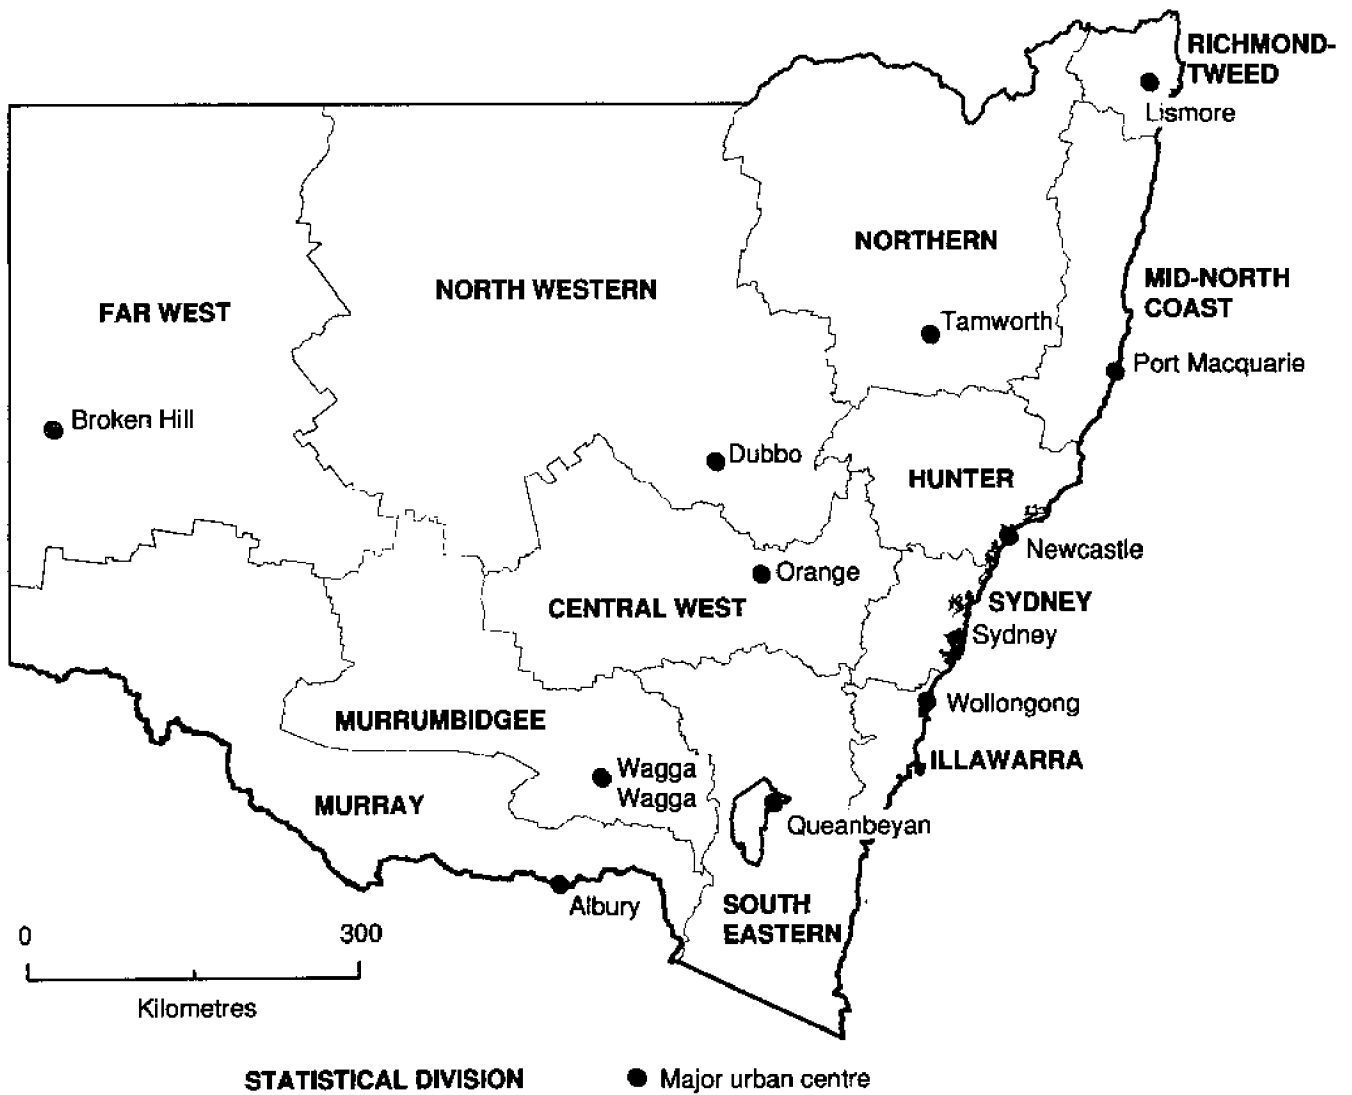 RICHMOND-
TWEED
Lismore
NORTHERN
MID-NORTH
COAST
NORTH WESTERN
FAR WEST
Tamworth
Port Macquarie
Broken Hill
Dubbo
HUNTER
Newcastle
Orange
CENTRAL WEST
SYDNEY
Sydney
Wollongong
MURRUMBIDGEE
ILLAWARRA
Wagga
Wagga
MURRAY
Queanbeyan
Albury
SOUTH
EASTERN
0 300
Kilometres
STATISTICAL DIVISION
Major urban centre